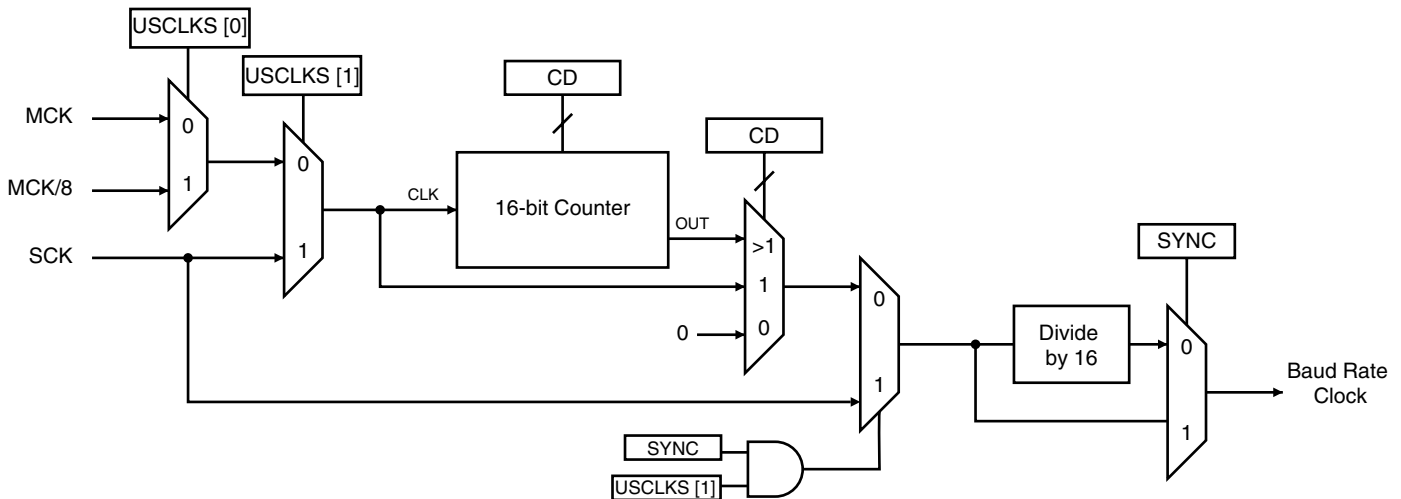 USCLKS [0]
USCLKS [1]
CD
CD
MCK
0
MCK/8
1
0
CLK
16-bit Counter
OUT
SCK
1
>1
1
0
0
SYNC
0
Divide
by 16
0
1
1
Baud Rate
Clock
SYNC
USCLKS [1]